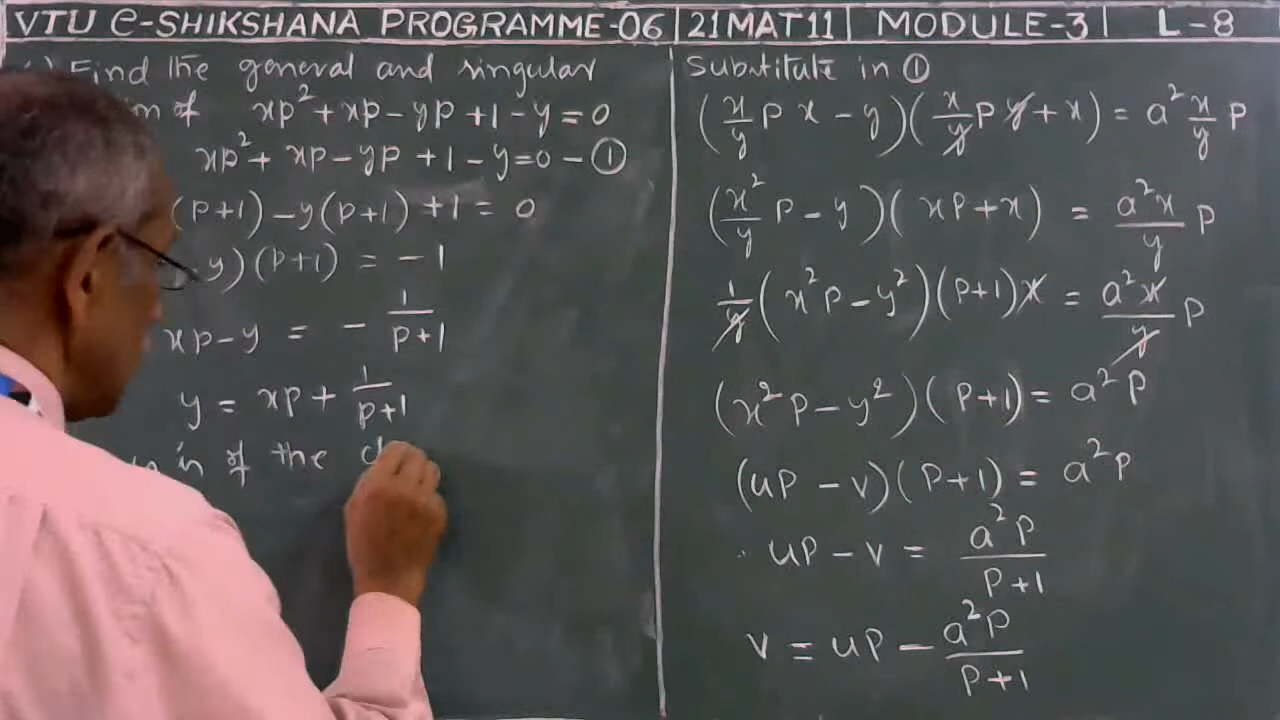 VTU e-SHIKSHANA PROGRAMME-06 | 21MAT11 | MODULE-3 | L-8
Find the general and singular
of xp² + xp - yp + 1 - y = 0
xp² + xp - yp + 1 - y = 0 - ①
(p+1) - y(p+1) + 1 = 0
y)(p+1) = -1
xp - y = - 1/(p+1)
y = xp + 1/(p+1)
in of the
Substitute in ①
(x/y p x - y)(x/y p y + x) = a² x/y p
(x²/y p - y)(xp + x) = a²x/y p
1/y (x²p - y²)(p+1)x = a²x/y p
(x²p - y²)(p+1) = a²p
(up - v)(p+1) = a²p
up - v = a²p/(p+1)
v = up - a²p/(p+1)